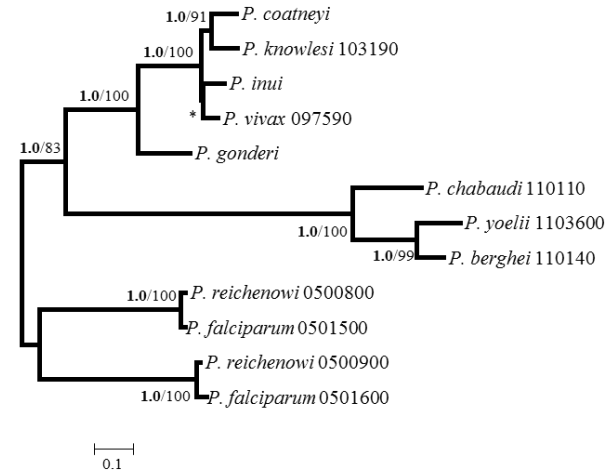 1.0/91
P. coatneyi
1.0/100
P. knowlesi 103190
P. inui
1.0/100
*
P. vivax 097590
1.0/83
P. gonderi
P. chabaudi 110110
P. yoelii 1103600
1.0/100
1.0/99
P. berghei 110140
1.0/100
P. reichenowi 0500800
P. falciparum 0501500
P. reichenowi 0500900
1.0/100
P. falciparum 0501600
0.1